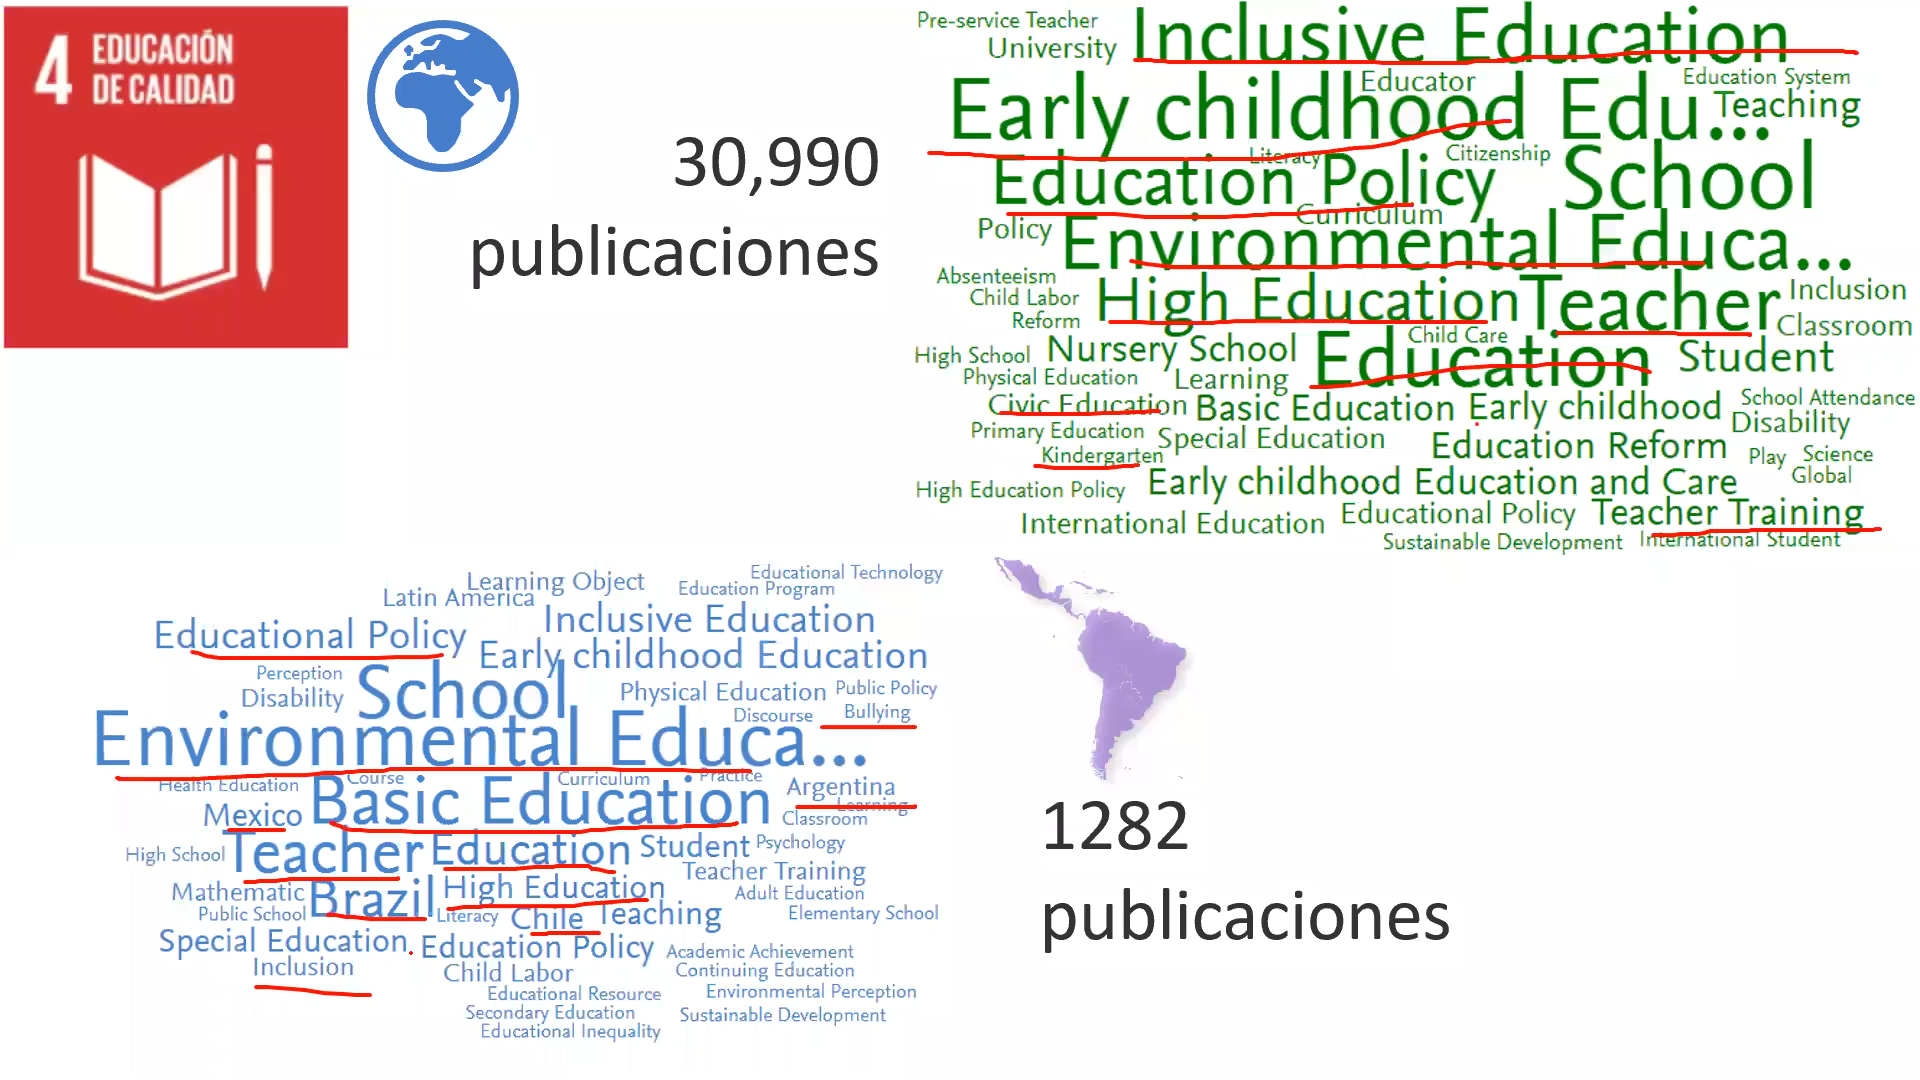 4 EDUCACIÓN
DE CALIDAD
30,990
publicaciones
Pre-service Teacher
University
Inclusive Education
Educator
Education System
Early childhood Edu...
Teaching
Literacy
Citizenship
Education Policy
School
Curriculum
Policy
Environmental Educa...
Absenteeism
Child Labor
Reform
High Education
Teacher
Inclusion
Classroom
Child Care
High School
Nursery School
Education
Student
Physical Education
Learning
Civic Education
Basic Education
Early childhood
School Attendance
Disability
Primary Education
Special Education
Education Reform
Kindergarten
Play
Science
Global
High Education Policy
Early childhood Education and Care
International Education
Educational Policy
Teacher Training
Sustainable Development
International Student
Learning Object
Educational Technology
Latin America
Education Program
Educational Policy
Inclusive Education
Early childhood Education
Perception
Disability
School
Physical Education
Public Policy
Discourse
Bullying
Environmental Educa...
Health Education
Course
Curriculum
Practice
Mexico
Basic Education
Argentina
Learning
Classroom
High School
Teacher
Education
Student
Psychology
Teacher Training
Mathematic
Public School
Brazil
High Education
Adult Education
Literacy
Chile
Teaching
Elementary School
Special Education
Education Policy
Academic Achievement
Inclusion
Child Labor
Continuing Education
Educational Resource
Environmental Perception
Secondary Education
Sustainable Development
Educational Inequality
1282
publicaciones